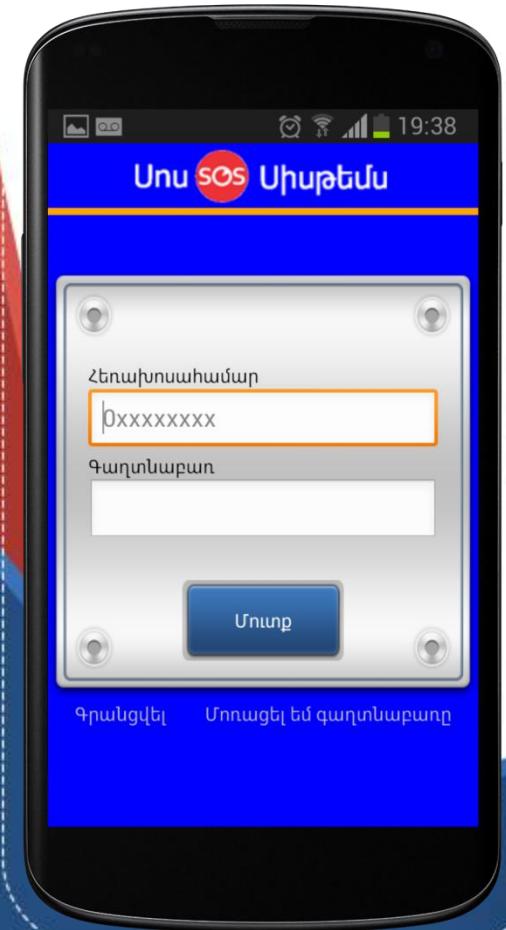 19:38
Սոս SOS Սիսթեմս
Հեռախոսահամար
0xxxxxxxx
Գաղտնաբառ
Մուտք
Գրանցվել Մոռացել եմ գաղտնաբառը